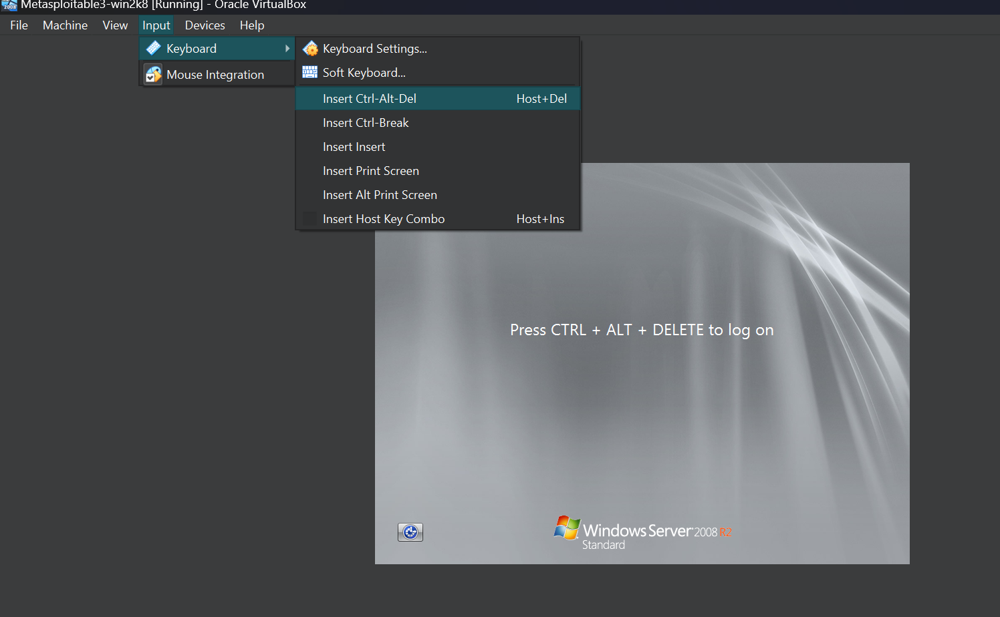 Metasploitable3-win2k8 [Running] - Oracle VirtualBox
File Machine View Input Devices Help
Keyboard
Mouse Integration
Keyboard Settings...
Soft Keyboard...
Insert Ctrl-Alt-Del Host+Del
Insert Ctrl-Break
Insert Insert
Insert Print Screen
Insert Alt Print Screen
Insert Host Key Combo Host+Ins
Press CTRL + ALT + DELETE to log on
Windows Server 2008 R2
Standard